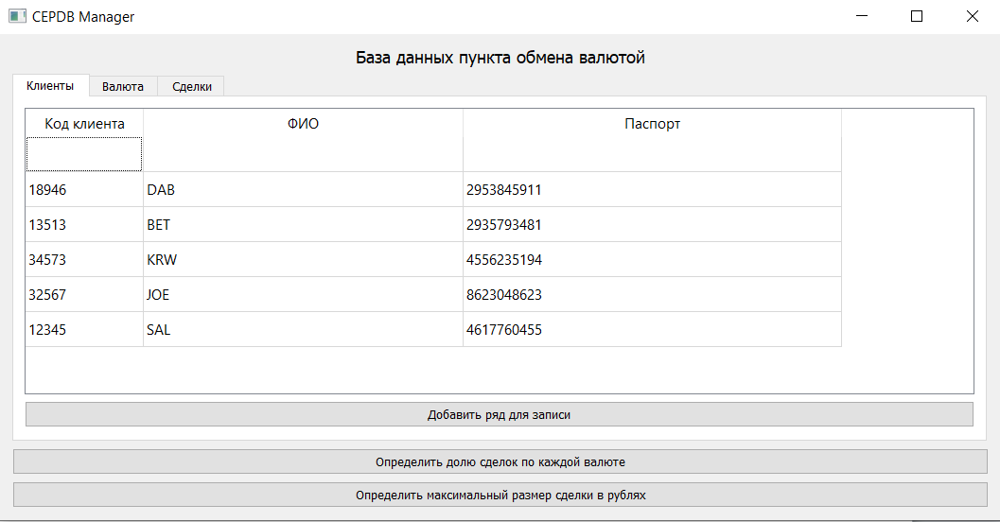 CEPDB Manager
База данных пункта обмена валютой
Клиенты Валюта Сделки
Код клиента ФИО Паспорт
18946 DAB 2953845911
13513 BET 2935793481
34573 KRW 4556235194
32567 JOE 8623048623
12345 SAL 4617760455
Добавить ряд для записи
Определить долю сделок по каждой валюте
Определить максимальный размер сделки в рублях